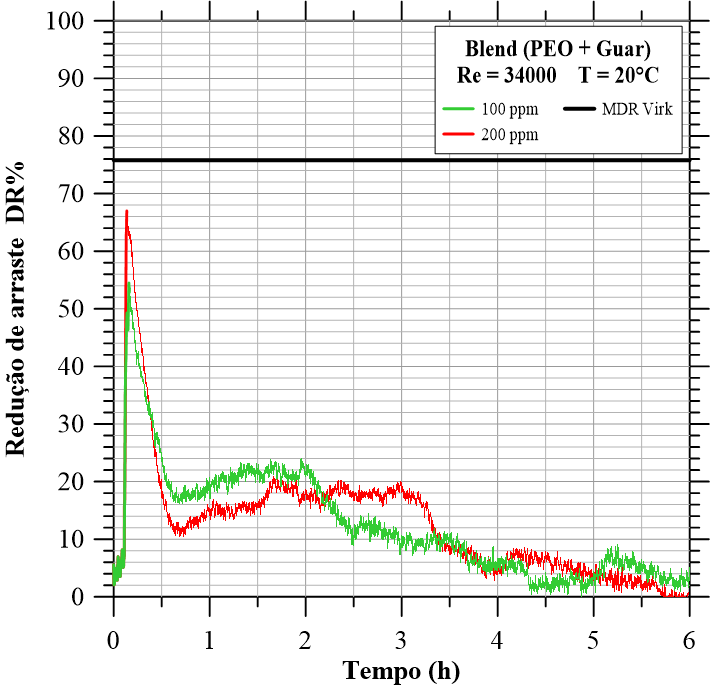 Blend (PEO + Guar)
Re = 34000 T = 20°C
100 ppm MDR Virk
200 ppm
Redução de arraste DR%
100
90
80
70
60
50
40
30
20
10
0
0 1 2 3 4 5 6
Tempo (h)